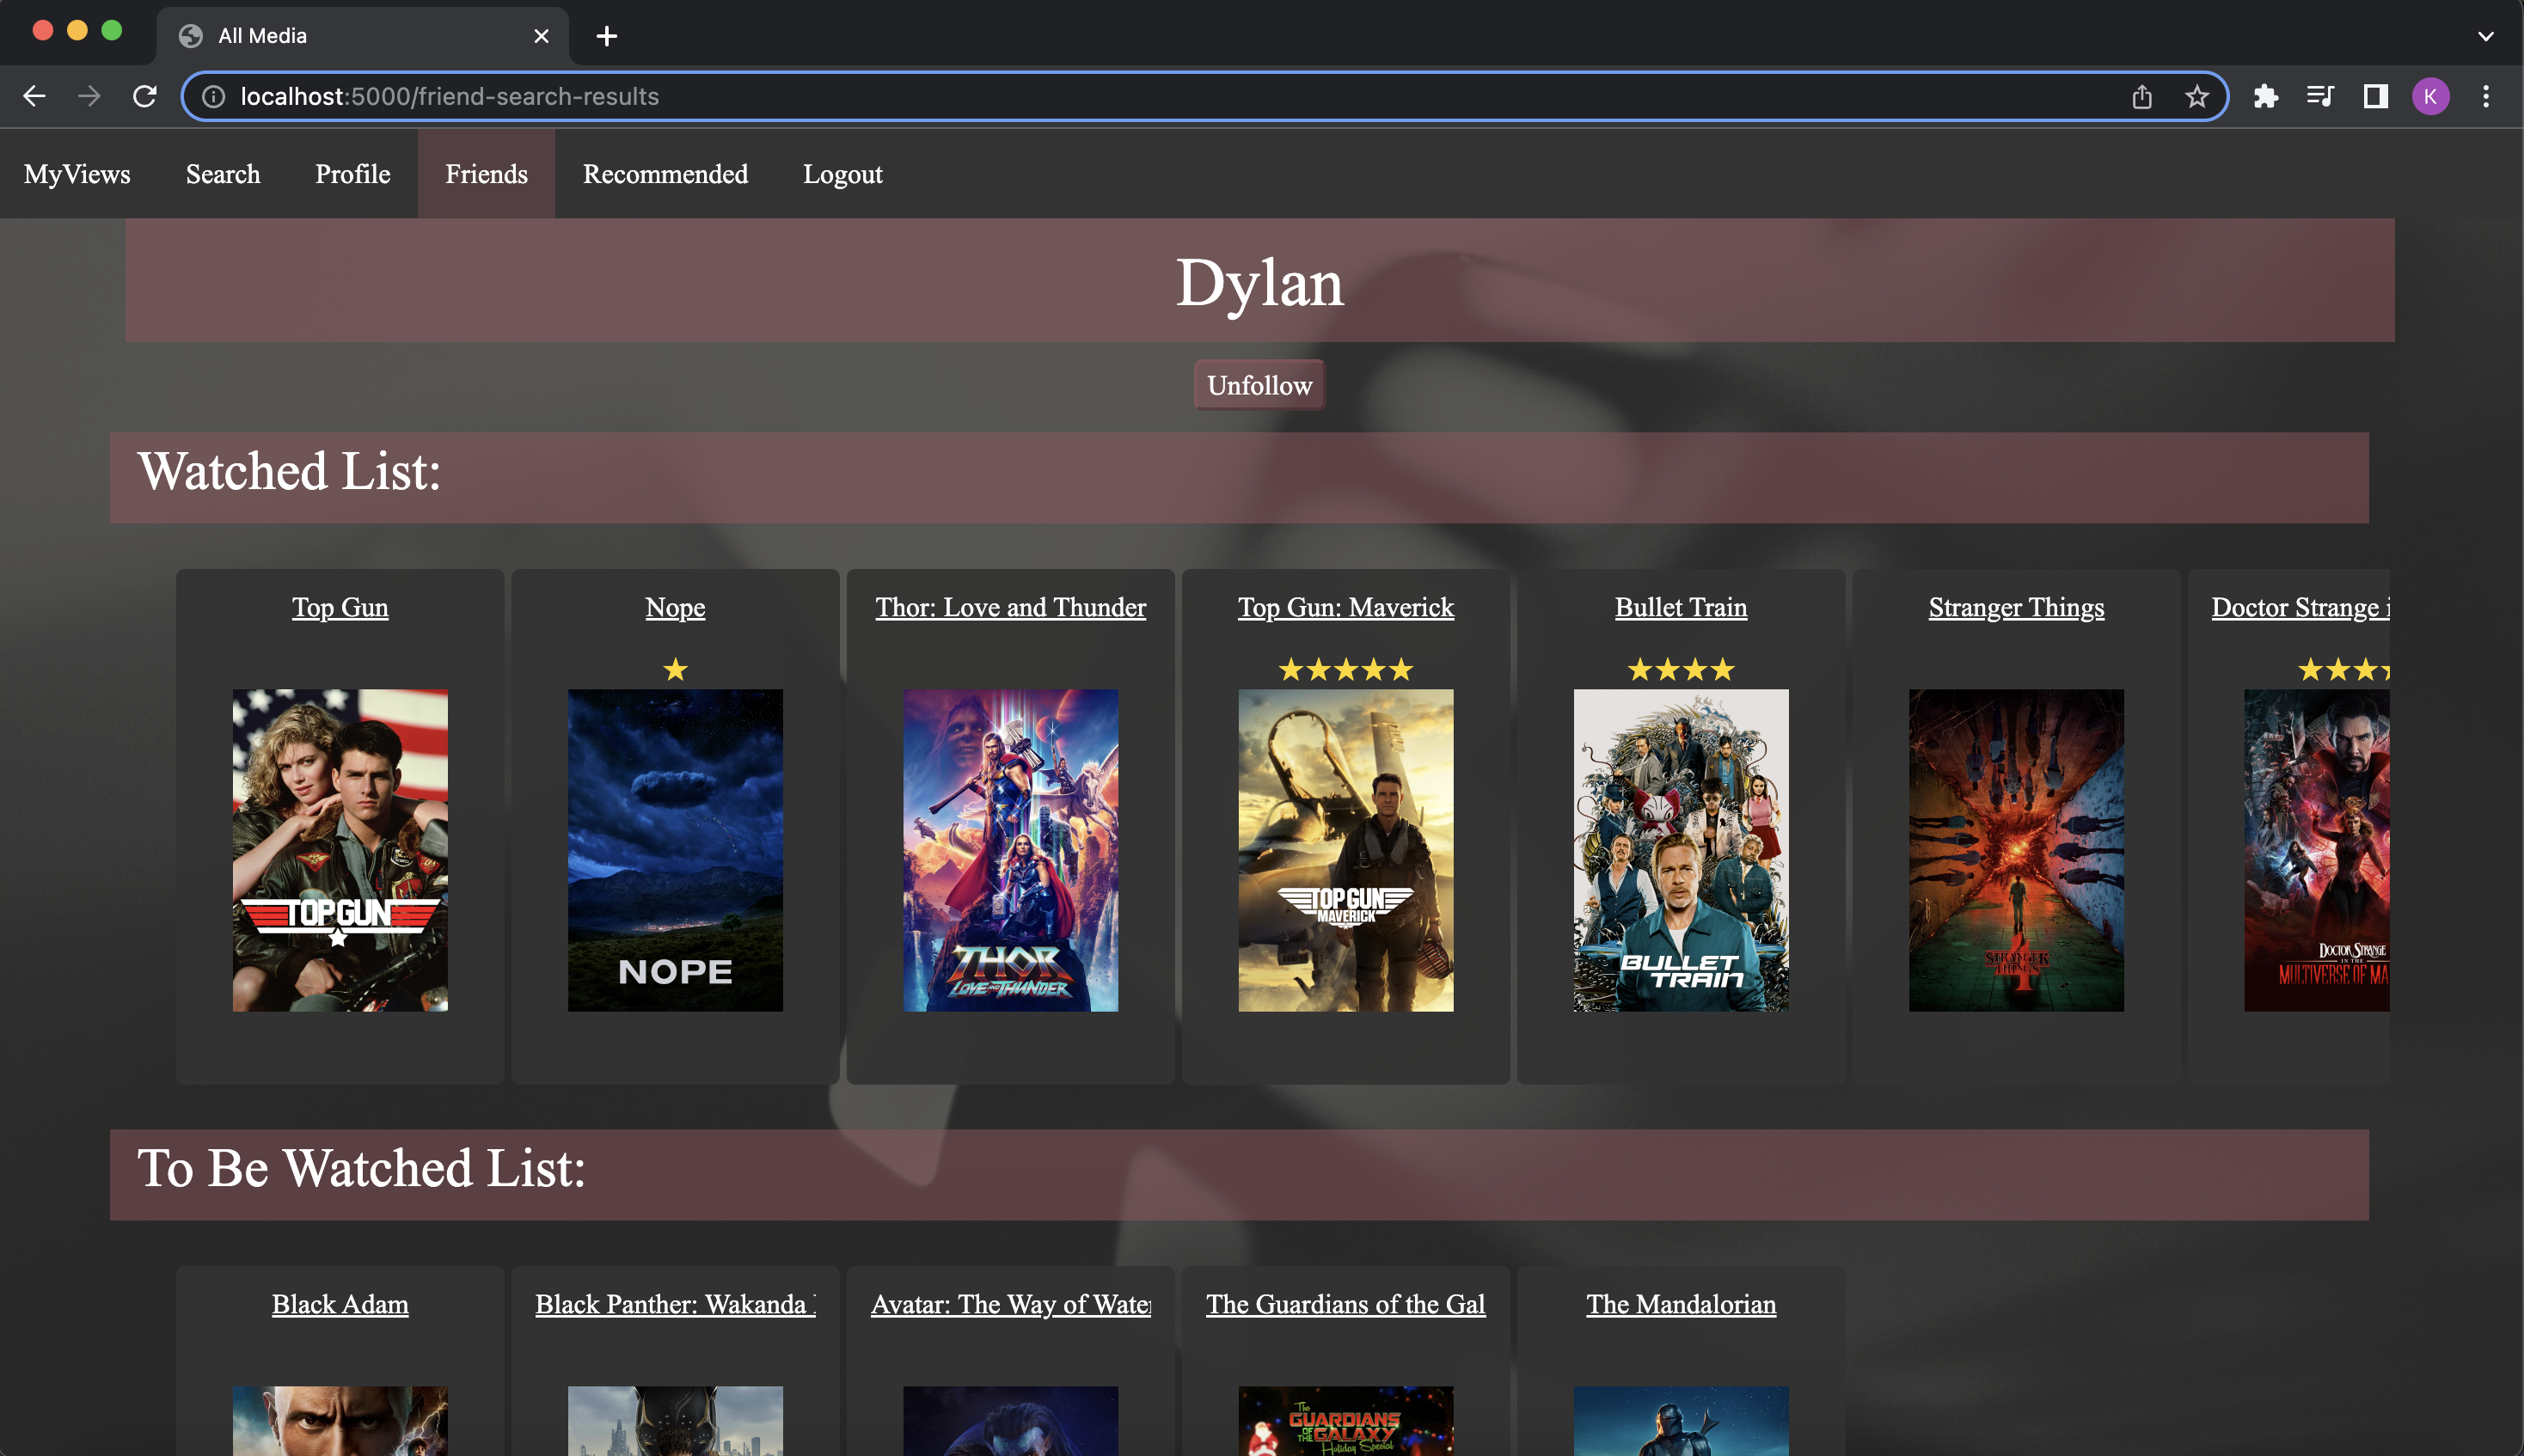 All Media
localhost:5000/friend-search-results
K
MyViews Search Profile Friends Recommended Logout
Dylan
Unfollow
Watched List:
Top Gun
Nope
Thor: Love and Thunder
Top Gun: Maverick
Bullet Train
Stranger Things
Doctor Strange i
★
★★★★★
★★★★
★★★
TOP GUN
NOPE
THOR
LOVE AND THUNDER
TOP GUN
MAVERICK
BULLET
TRAIN
STRANGER
THINGS
4
DOCTOR STRANGE
IN THE
MULTIVERSE OF MA
To Be Watched List:
Black Adam
Black Panther: Wakanda
Avatar: The Way of Water
The Guardians of the Gal
The Mandalorian
The
GUARDIANS
OF THE GALAXY
Holiday Special